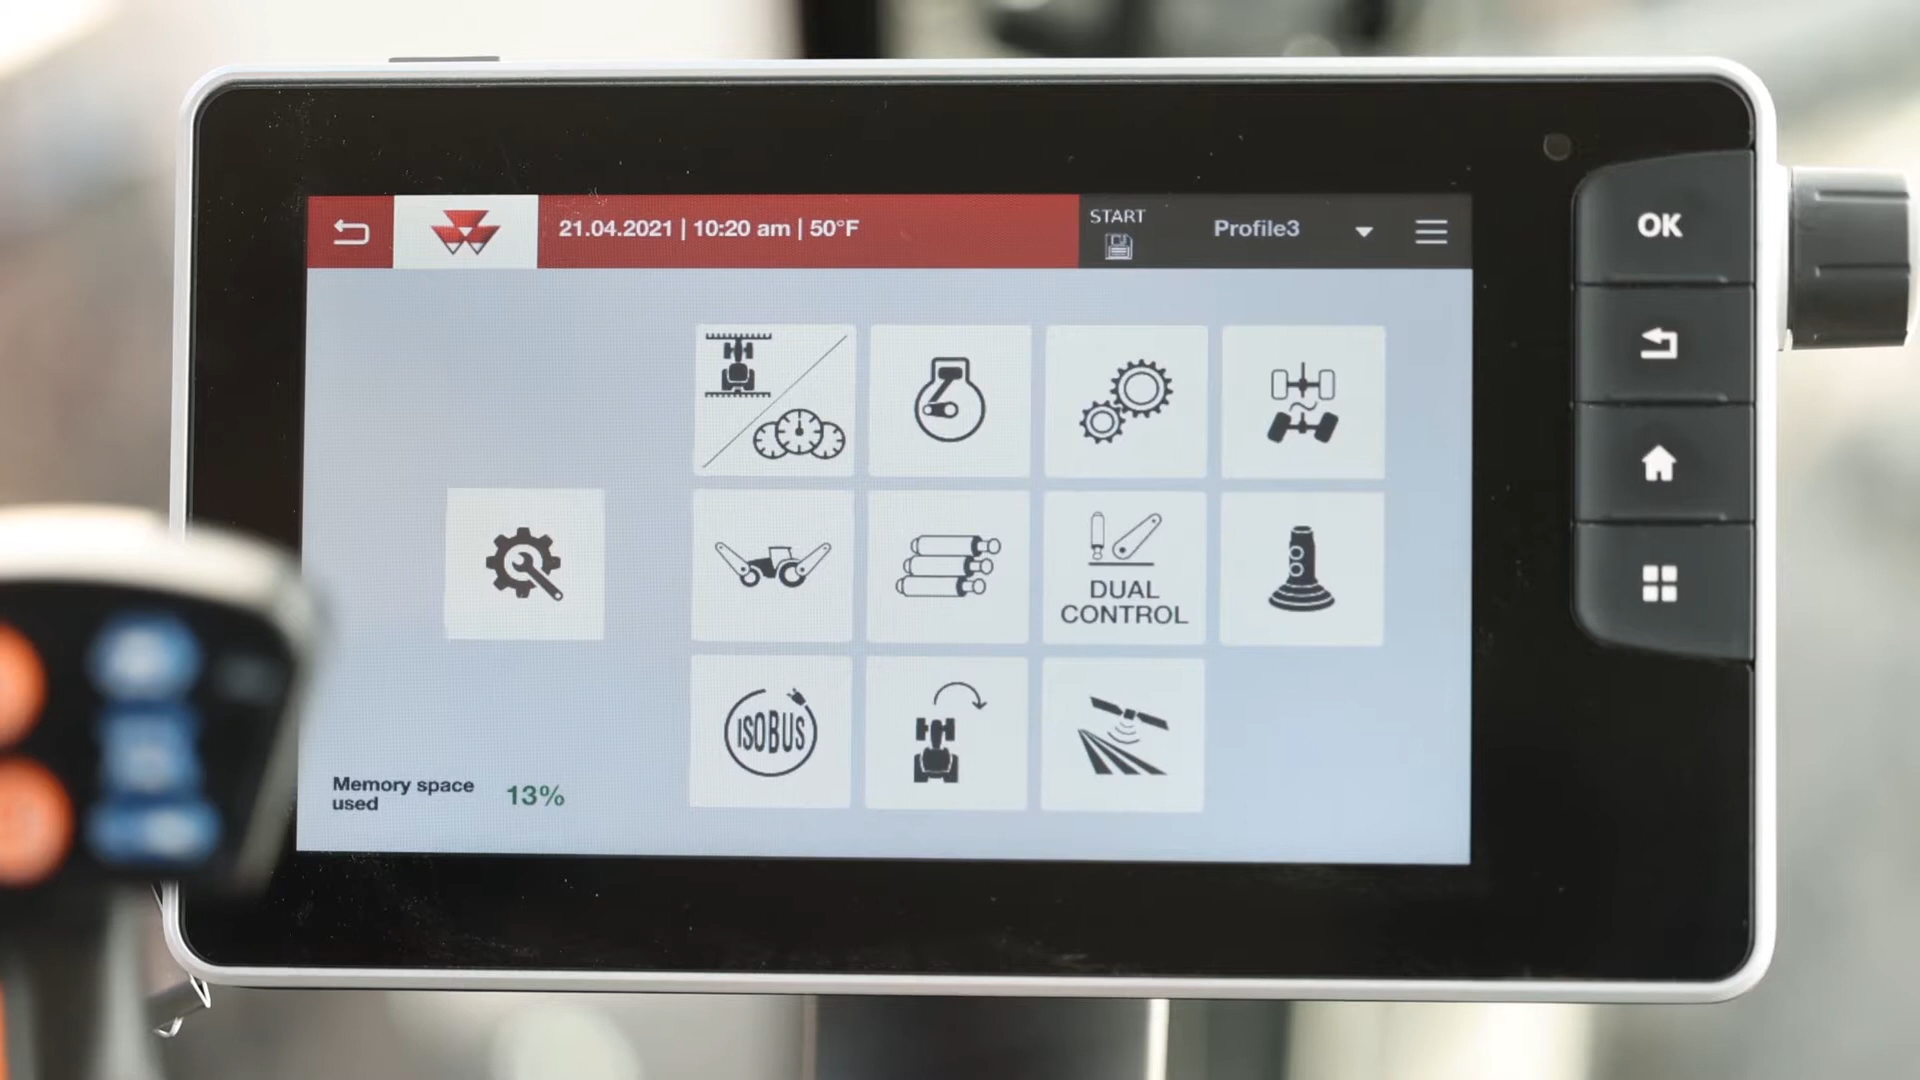 21.04.2021 | 10:20 am | 50°F
START
Profile3
OK
DUAL
CONTROL
ISOBUS
Memory space
used
13%